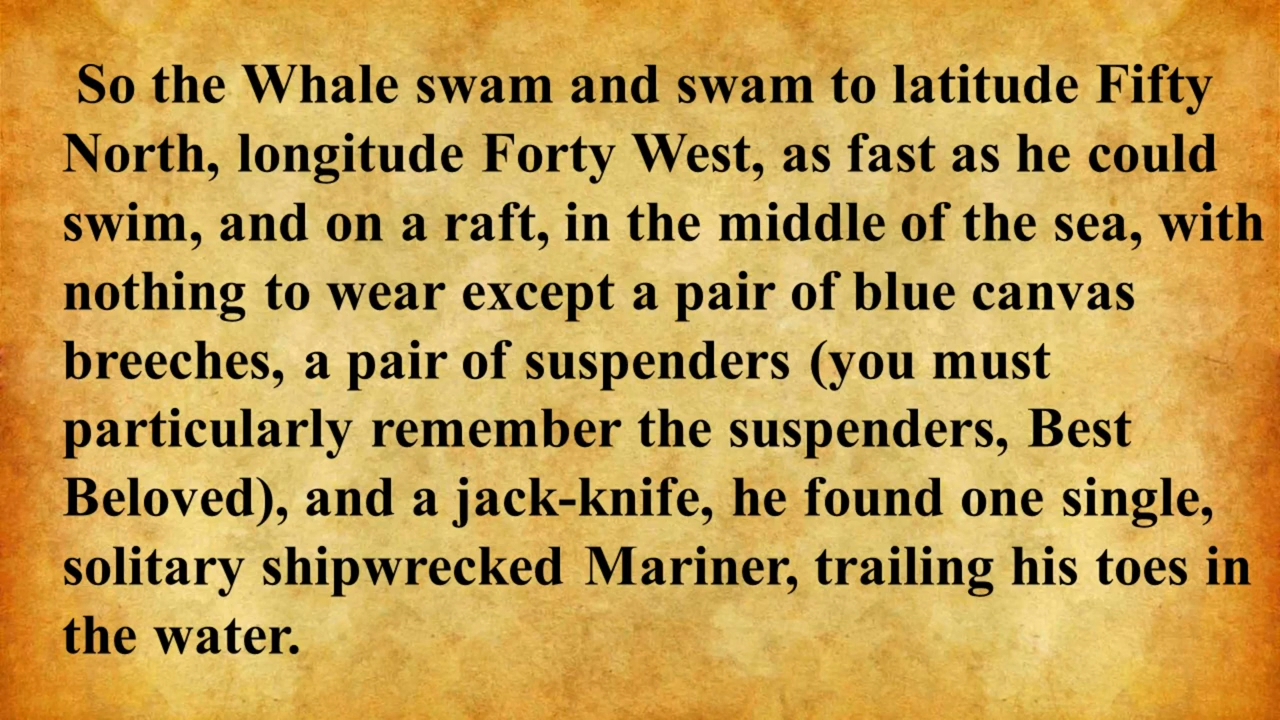 So the Whale swam and swam to latitude Fifty
North, longitude Forty West, as fast as he could
swim, and on a raft, in the middle of the sea, with
nothing to wear except a pair of blue canvas
breeches, a pair of suspenders (you must
particularly remember the suspenders, Best
Beloved), and a jack-knife, he found one single,
solitary shipwrecked Mariner, trailing his toes in
the water.